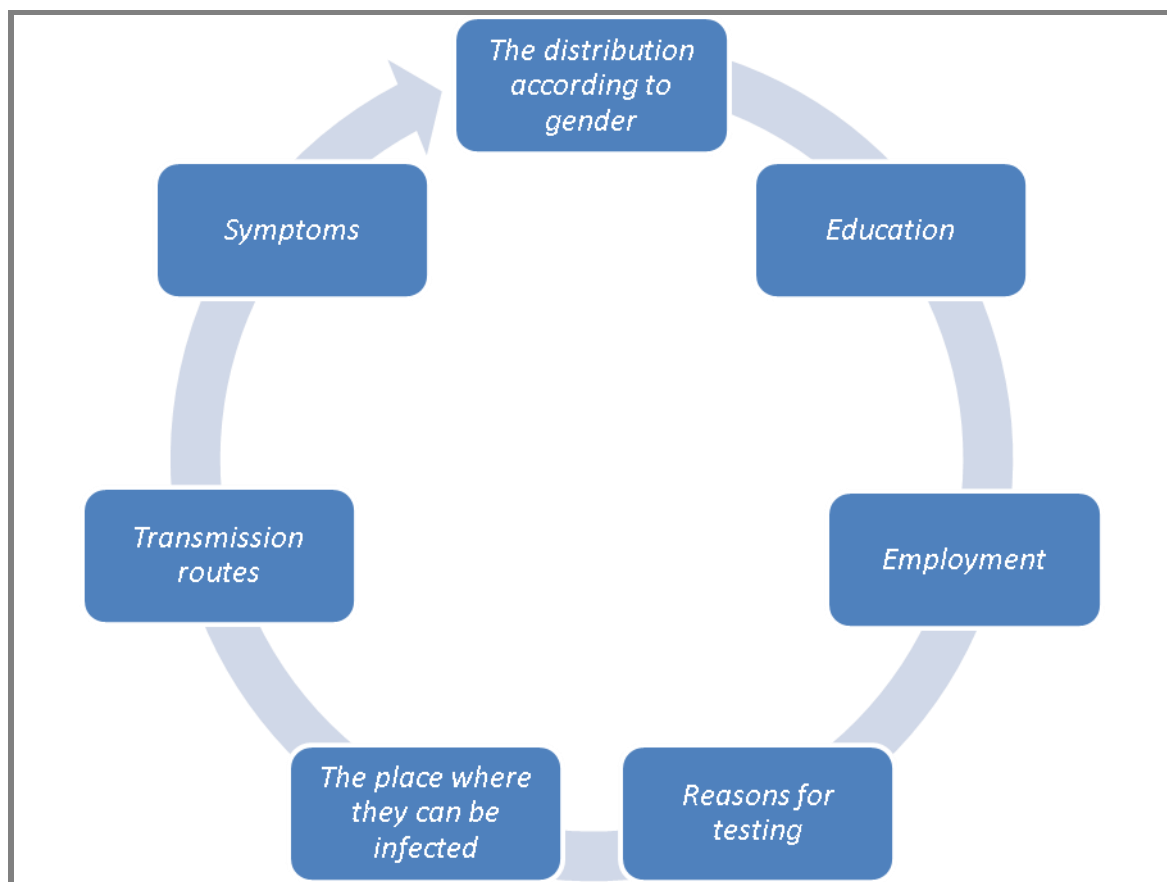 The distribution
according to
gender
Education
Employment
Reasons for
testing
The place where
they can be
infected
Transmission
routes
Symptoms